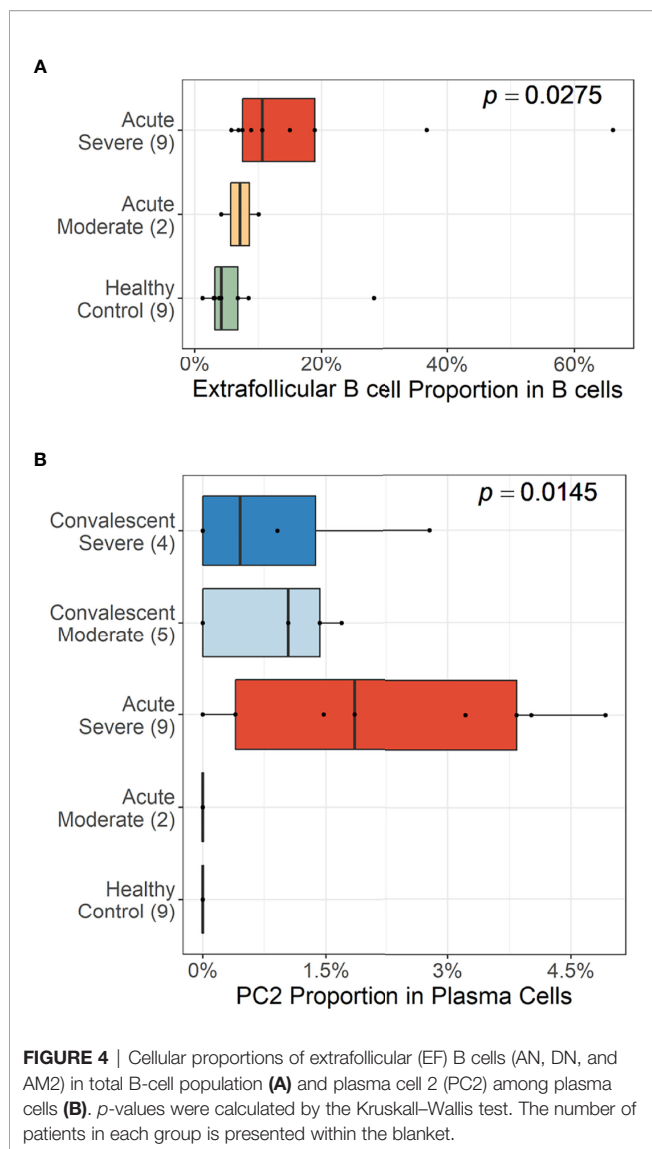 A
p = 0.0275
Acute
Severe (9)
Acute
Moderate (2)
Healthy
Control (9)
0% 20% 40% 60%
Extrafollicular B cell Proportion in B cells
B
p = 0.0145
Convalescent
Severe (4)
Convalescent
Moderate (5)
Acute
Severe (9)
Acute
Moderate (2)
Healthy
Control (9)
0% 1.5% 3% 4.5%
PC2 Proportion in Plasma Cells
FIGURE 4 | Cellular proportions of extrafollicular (EF) B cells (AN, DN, and
AM2) in total B-cell population (A) and plasma cell 2 (PC2) among plasma
cells (B). p-values were calculated by the Kruskall–Wallis test. The number of
patients in each group is presented within the blanket.